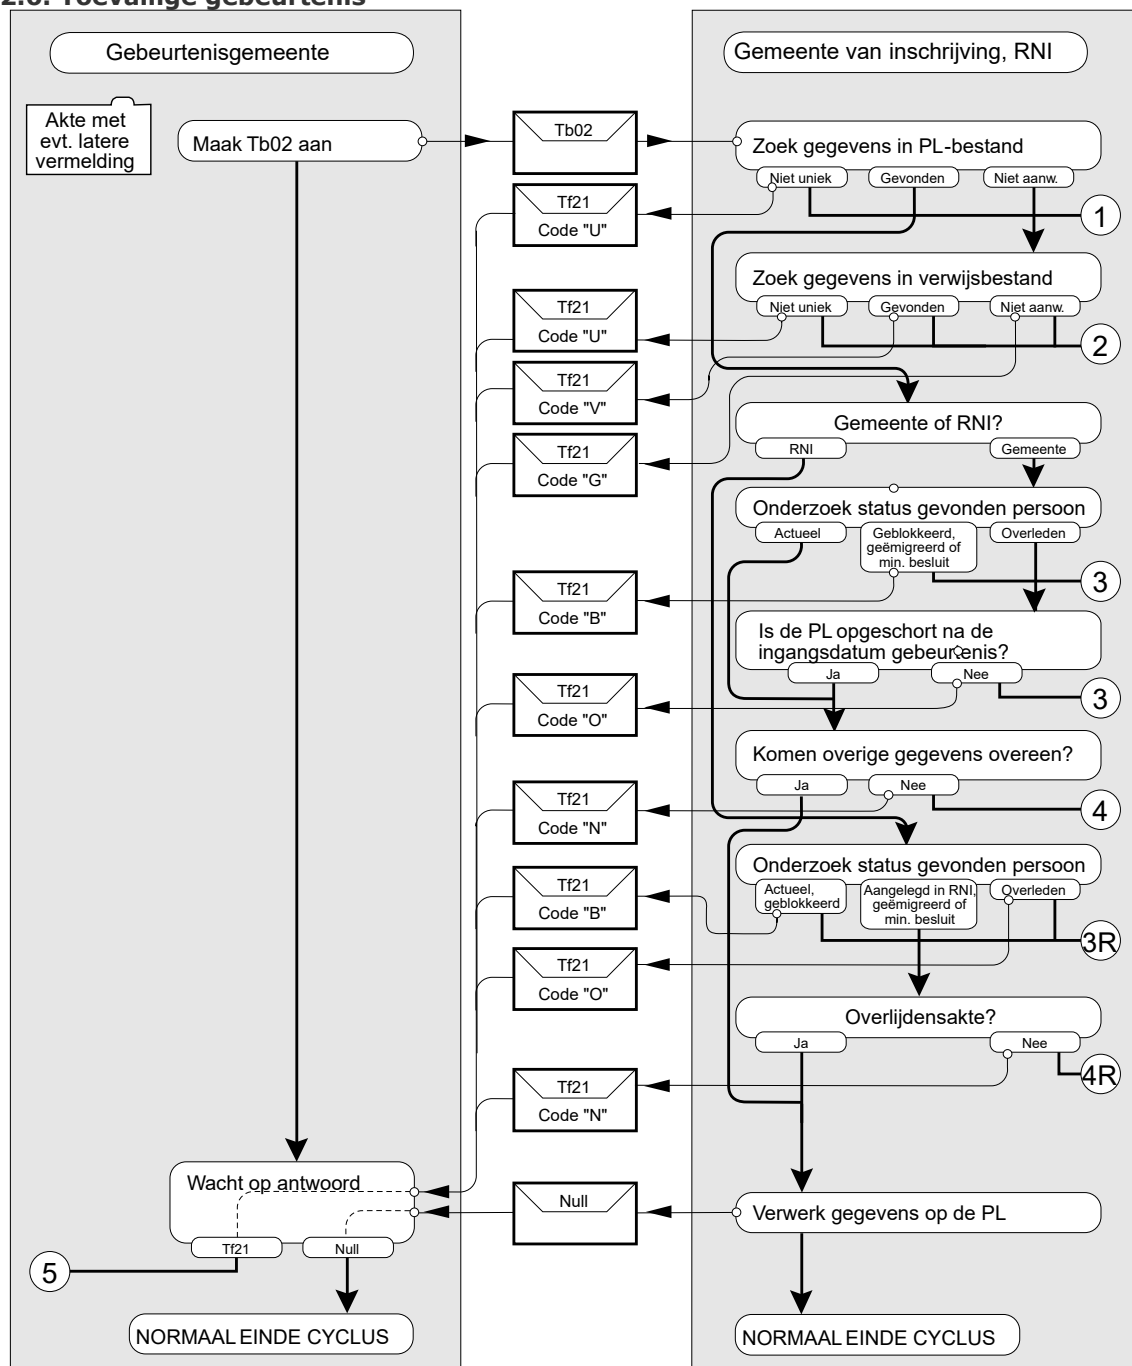 2.6. Toevallige gebeurtenis
Gebeurtenisgemeente
Gemeente van inschrijving, RNI
Akte met
evt. latere
vermelding
Maak Tb02 aan
Tb02
Zoek gegevens in PL-bestand
Niet uniek
Gevonden
Niet aanw.
Tf21
Code "U"
1
Zoek gegevens in verwijsbestand
Niet uniek
Gevonden
Niet aanw.
Tf21
Code "U"
2
Tf21
Code "V"
Gemeente of RNI?
RNI
Gemeente
Tf21
Code "G"
Onderzoek status gevonden persoon
Actueel
Geblokkeerd,
geëmigreerd of
min. besluit
Overleden
Tf21
Code "B"
3
Is de PL opgeschort na de
ingangsdatum gebeurtenis?
Ja
Nee
Tf21
Code "O"
3
Komen overige gegevens overeen?
Ja
Nee
Tf21
Code "N"
4
Onderzoek status gevonden persoon
Actueel,
geblokkeerd
Aangelegd in RNI,
geëmigreerd of
min. besluit
Overleden
Tf21
Code "B"
3R
Tf21
Code "O"
Overlijdensakte?
Ja
Nee
Tf21
Code "N"
4R
Wacht op antwoord
Tf21
Null
Null
Verwerk gegevens op de PL
5
NORMAAL EINDE CYCLUS
NORMAAL EINDE CYCLUS